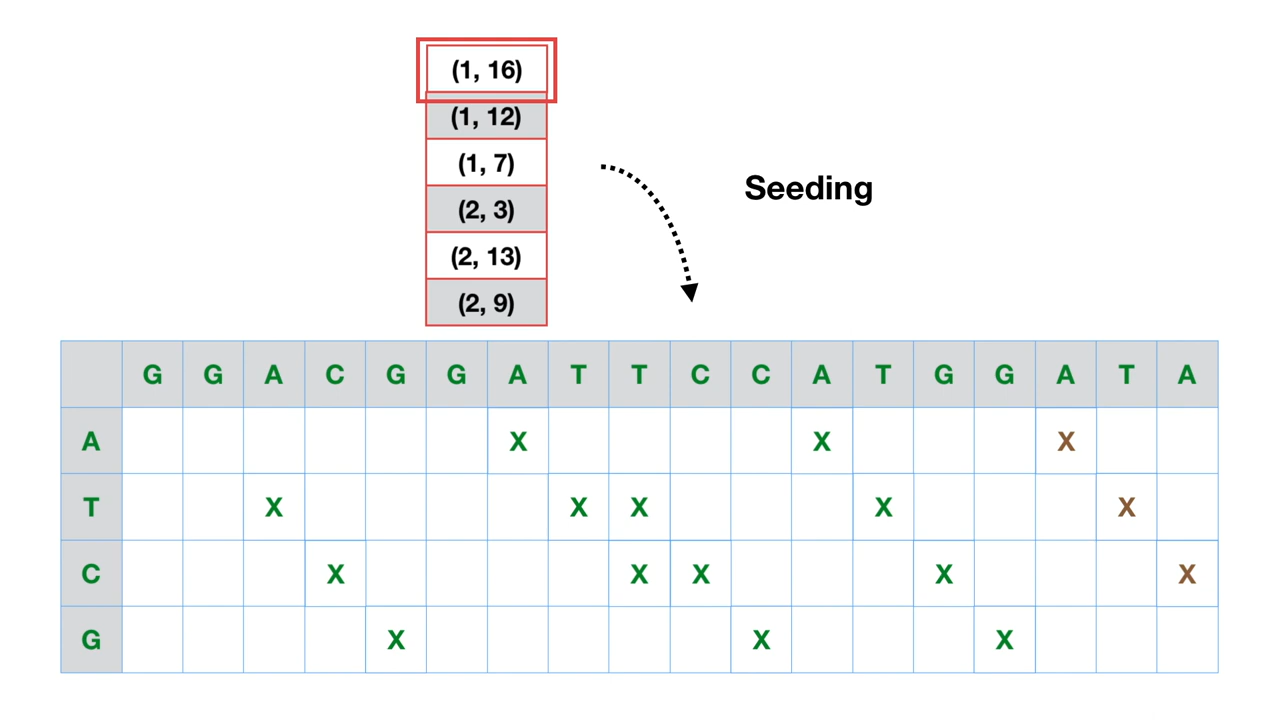 (1, 16)
(1, 12)
(1, 7)
(2, 3)
(2, 13)
(2, 9)
Seeding
G G A C G G A T T C C A T G G A T A
A X X X
T X X X X X
C X X X X X
G X X X